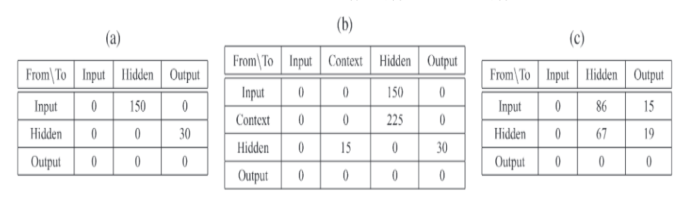 (a)
From\To Input Hidden Output
Input 0 150 0
Hidden 0 0 30
Output 0 0 0
(b)
From\To Input Context Hidden Output
Input 0 0 150 0
Context 0 0 225 0
Hidden 0 15 0 30
Output 0 0 0 0
(c)
From\To Input Hidden Output
Input 0 86 15
Hidden 0 67 19
Output 0 0 0